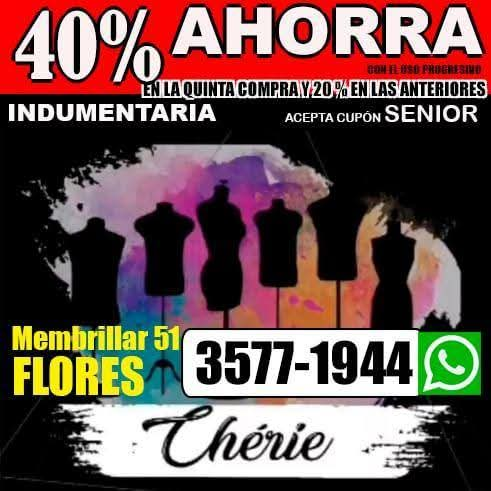 40% AHORRA
CON EL USO PROGRESIVO
EN LA QUINTA COMPRA Y 20 % EN LAS ANTERIORES
INDUMENTARIA ACEPTA CUPÓN SENIOR
Membrillar 51
FLORES
3577-1944
Chérie